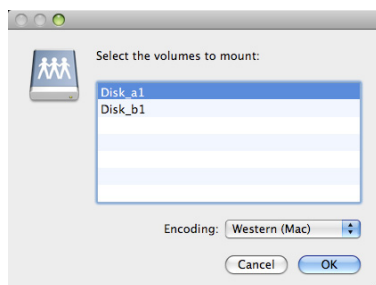 Select the volumes to mount:
Disk_a1
Disk_b1
Encoding: Western (Mac)
Cancel OK